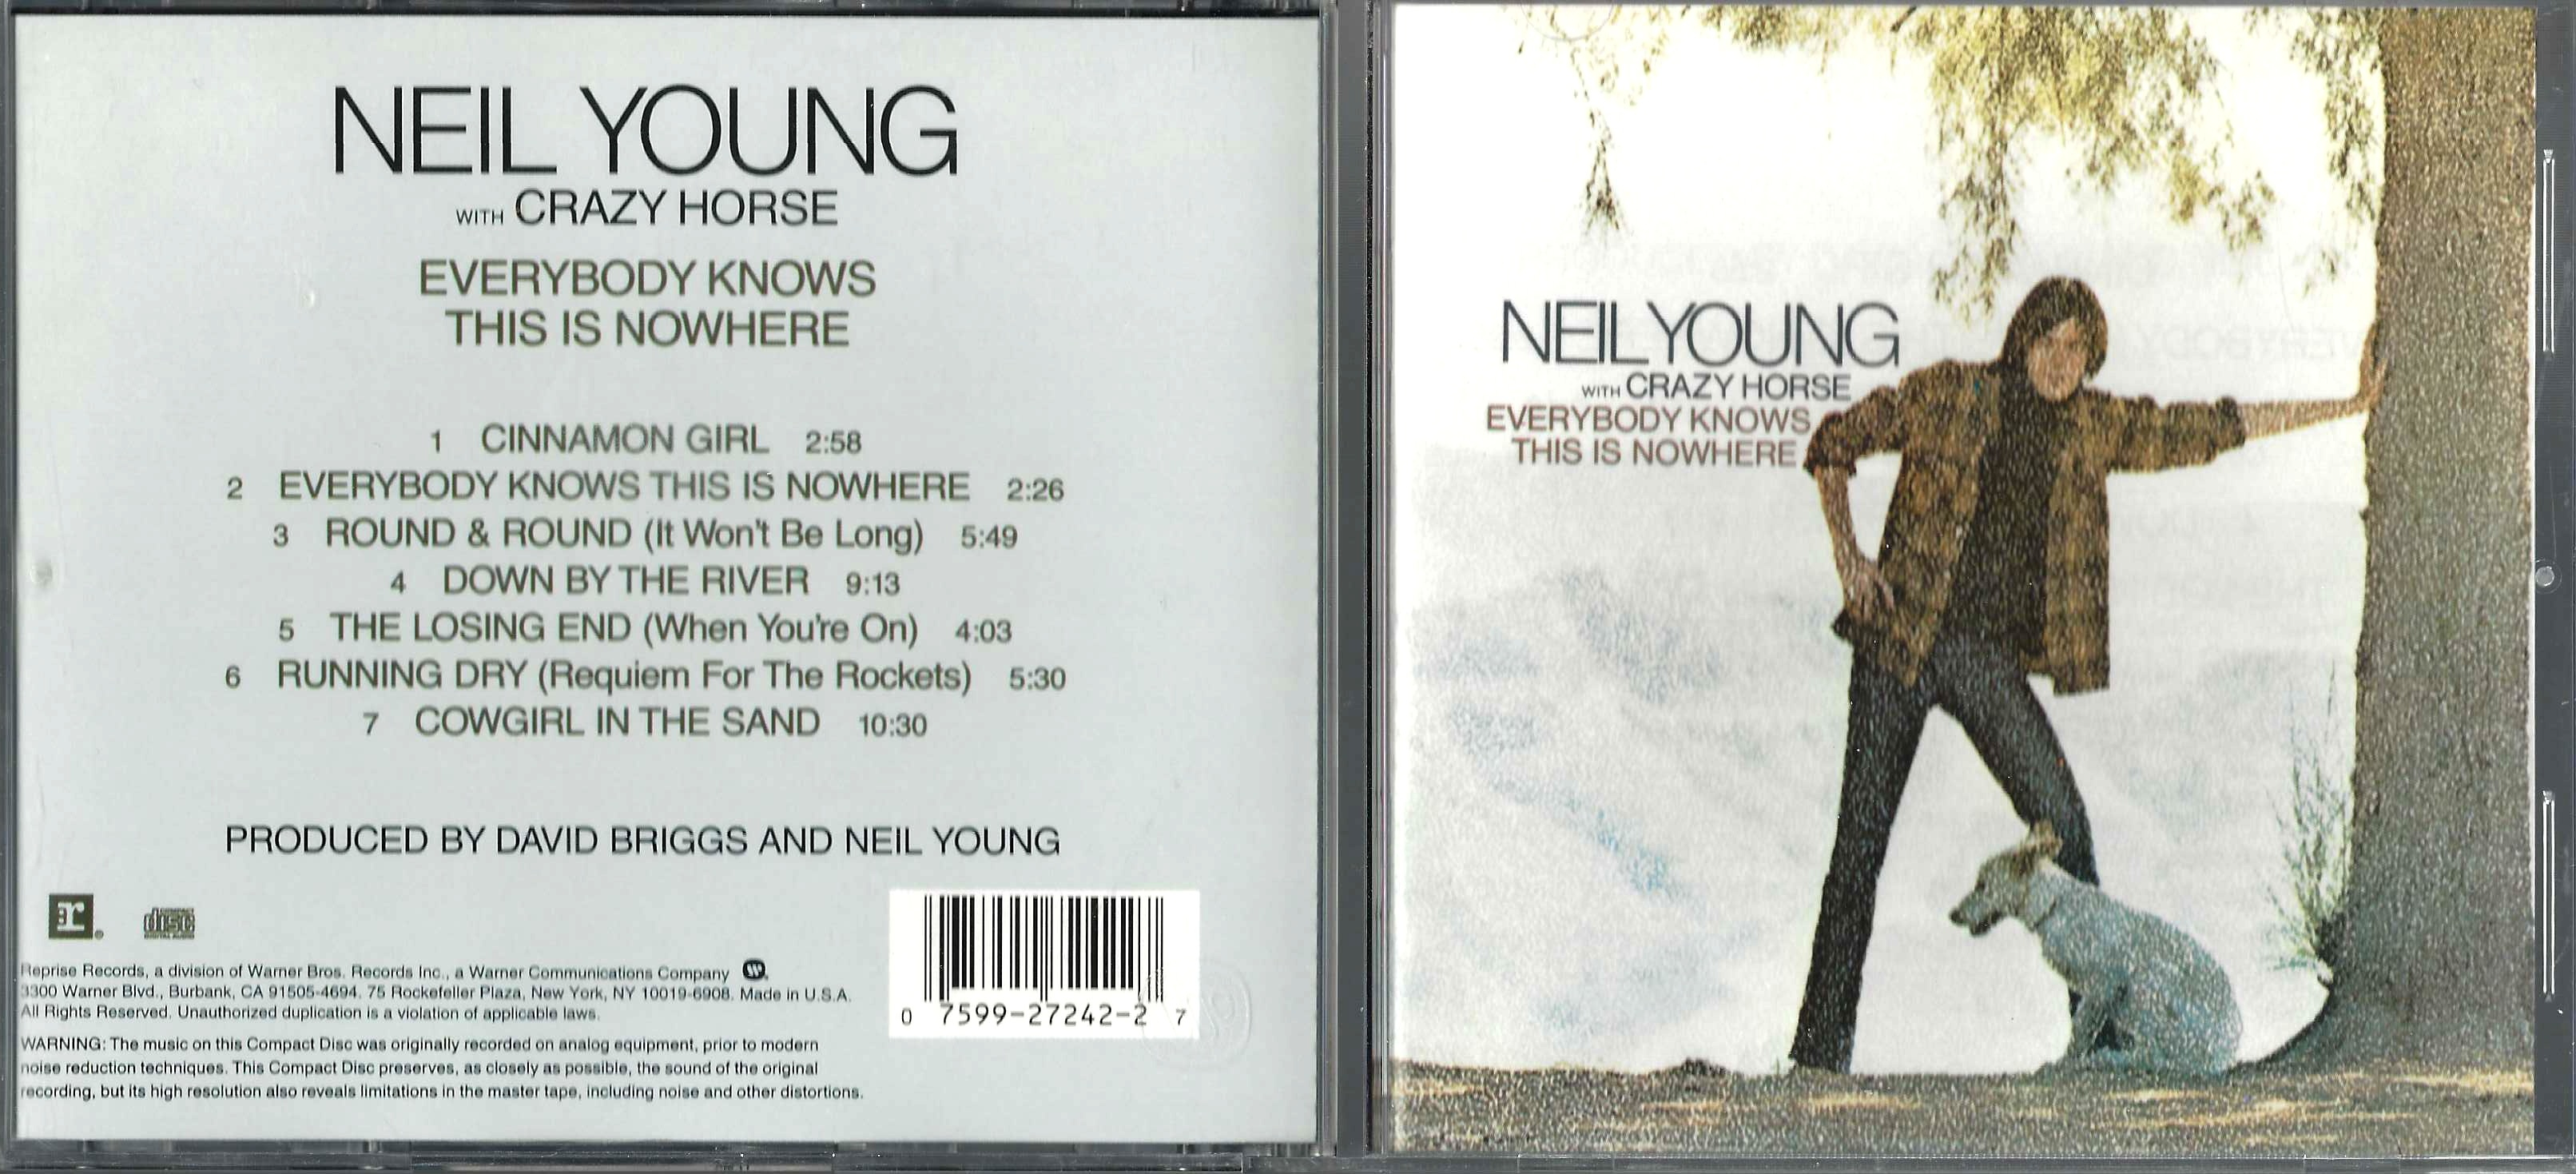 NEIL YOUNG
WITH CRAZY HORSE
EVERYBODY KNOWS
THIS IS NOWHERE
1 CINNAMON GIRL 2:58
2 EVERYBODY KNOWS THIS IS NOWHERE 2:26
3 ROUND & ROUND (It Won't Be Long) 5:49
4 DOWN BY THE RIVER 9:13
5 THE LOSING END (When You're On) 4:03
6 RUNNING DRY (Requiem For The Rockets) 5:30
7 COWGIRL IN THE SAND 10:30
PRODUCED BY DAVID BRIGGS AND NEIL YOUNG
r
COMPACT disc DIGITAL AUDIO
Reprise Records, a division of Warner Bros. Records Inc., a Warner Communications Company
3300 Warner Blvd., Burbank, CA 91505-4694. 75 Rockefeller Plaza, New York, NY 10019-6908. Made in U.S.A.
All Rights Reserved. Unauthorized duplication is a violation of applicable laws.
WARNING: The music on this Compact Disc was originally recorded on analog equipment, prior to modern
noise reduction techniques. This Compact Disc preserves, as closely as possible, the sound of the original
recording, but its high resolution also reveals limitations in the master tape, including noise and other distortions.
0 7599-27242-2 7
NEIL YOUNG
WITH CRAZY HORSE
EVERYBODY KNOWS
THIS IS NOWHERE